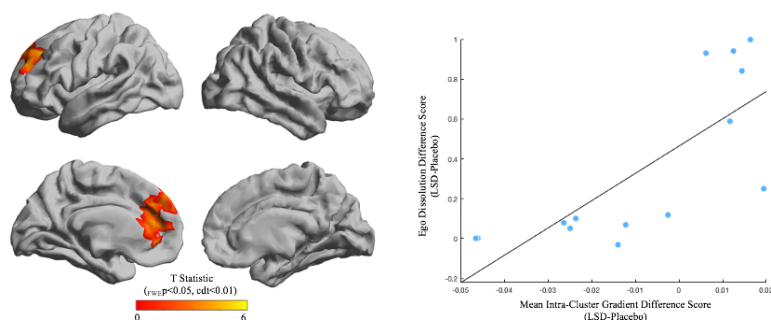 T Statistic
(FWEp<0.05, cdt<0.01)
0
6
Ego Dissolution Difference Score
(LSD-Placebo)
1
0.8
0.6
0.4
0.2
0
-0.2
-0.05
-0.04
-0.03
-0.02
-0.01
0
0.01
0.02
Mean Intra-Cluster Gradient Difference Score
(LSD-Placebo)